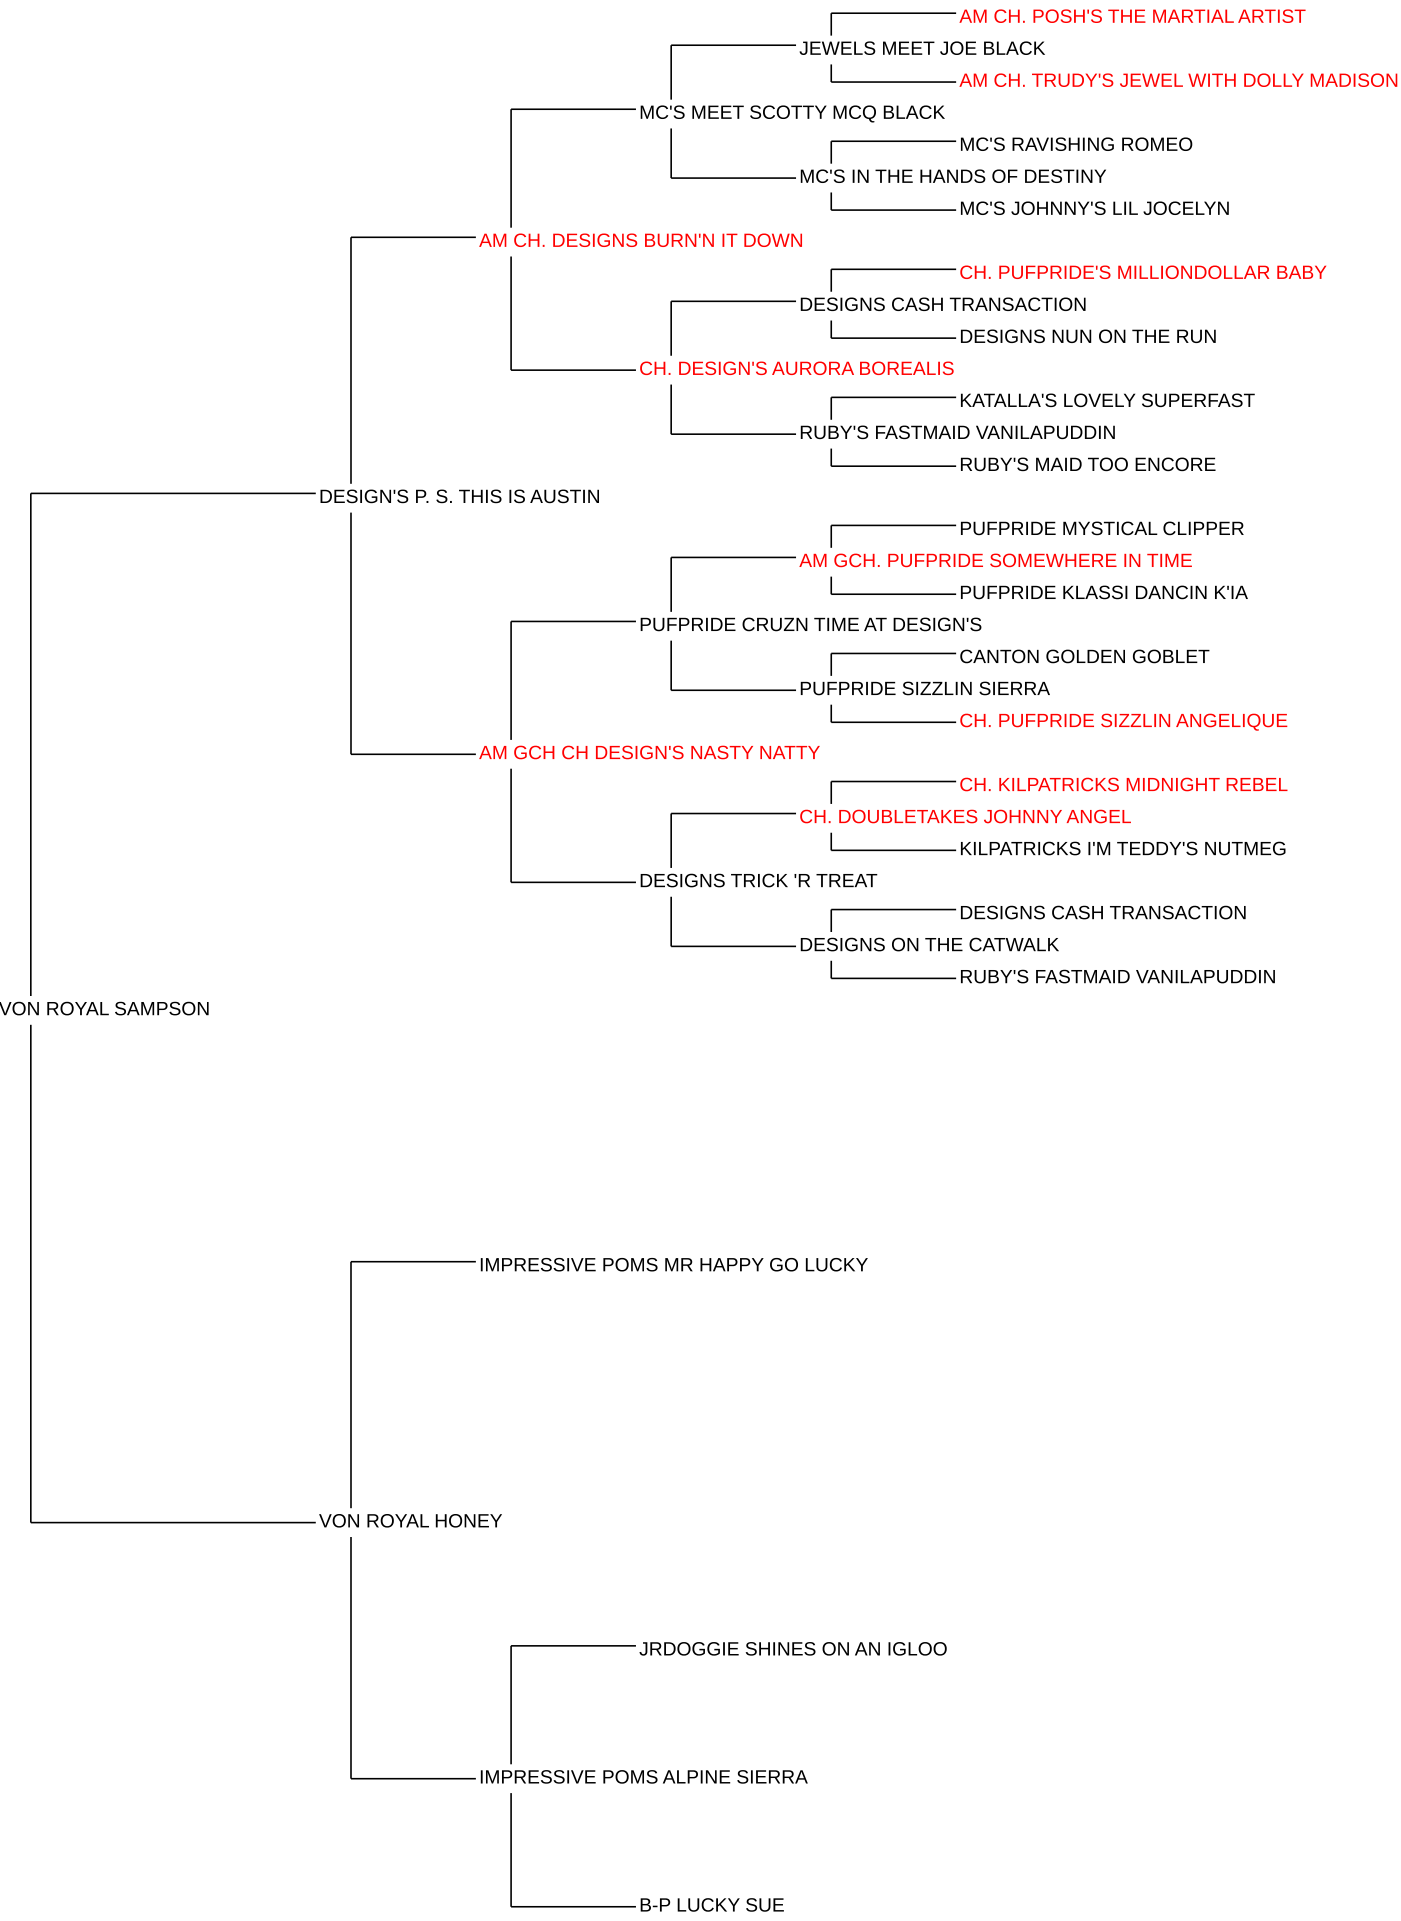 AM CH. POSH'S THE MARTIAL ARTIST
JEWELS MEET JOE BLACK
AM CH. TRUDY'S JEWEL WITH DOLLY MADISON
MC'S MEET SCOTTY MCQ BLACK
MC'S RAVISHING ROMEO
MC'S IN THE HANDS OF DESTINY
MC'S JOHNNY'S LIL JOCELYN
AM CH. DESIGNS BURN'N IT DOWN
CH. PUFPRIDE'S MILLIONDOLLAR BABY
DESIGNS CASH TRANSACTION
DESIGNS NUN ON THE RUN
CH. DESIGN'S AURORA BOREALIS
KATALLA'S LOVELY SUPERFAST
RUBY'S FASTMAID VANILAPUDDIN
RUBY'S MAID TOO ENCORE
DESIGN'S P. S. THIS IS AUSTIN
PUFPRIDE MYSTICAL CLIPPER
AM GCH. PUFPRIDE SOMEWHERE IN TIME
PUFPRIDE KLASSI DANCIN K'IA
PUFPRIDE CRUZN TIME AT DESIGN'S
CANTON GOLDEN GOBLET
PUFPRIDE SIZZLIN SIERRA
CH. PUFPRIDE SIZZLIN ANGELIQUE
AM GCH CH DESIGN'S NASTY NATTY
CH. KILPATRICKS MIDNIGHT REBEL
CH. DOUBLETAKES JOHNNY ANGEL
KILPATRICKS I'M TEDDY'S NUTMEG
DESIGNS TRICK 'R TREAT
DESIGNS CASH TRANSACTION
DESIGNS ON THE CATWALK
RUBY'S FASTMAID VANILAPUDDIN
VON ROYAL SAMPSON
IMPRESSIVE POMS MR HAPPY GO LUCKY
VON ROYAL HONEY
JRDOGGIE SHINES ON AN IGLOO
IMPRESSIVE POMS ALPINE SIERRA
B-P LUCKY SUE